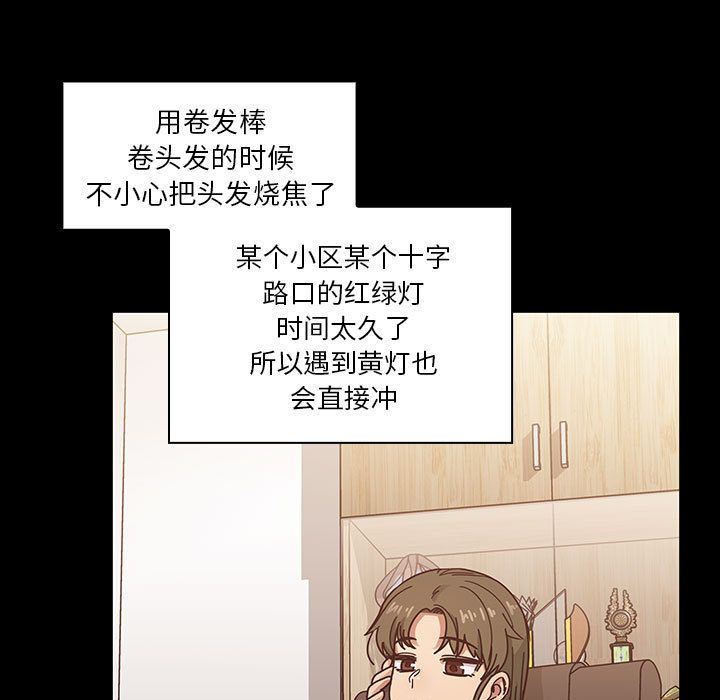 用卷发棒
卷头发的时候
不小心把头发烧焦了
某个小区某个十字
路口的红绿灯
时间太久了
所以遇到黄灯也
会直接冲